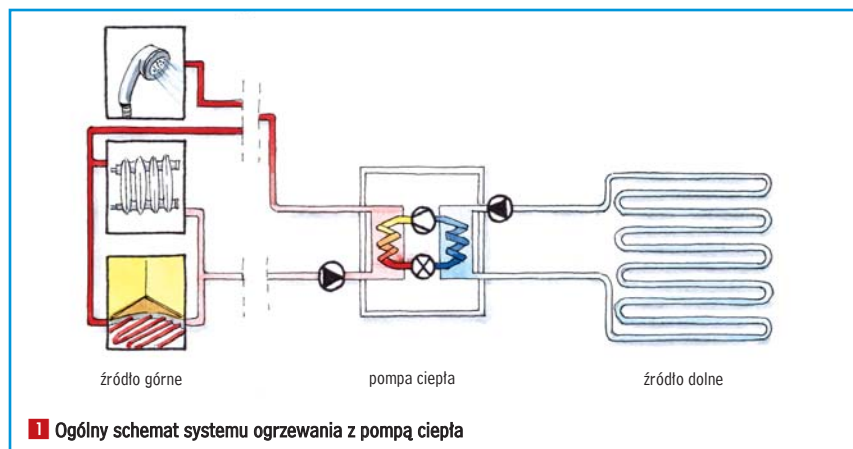 źródło górne
pompa ciepła
źródło dolne
1 Ogólny schemat systemu ogrzewania z pompą ciepła